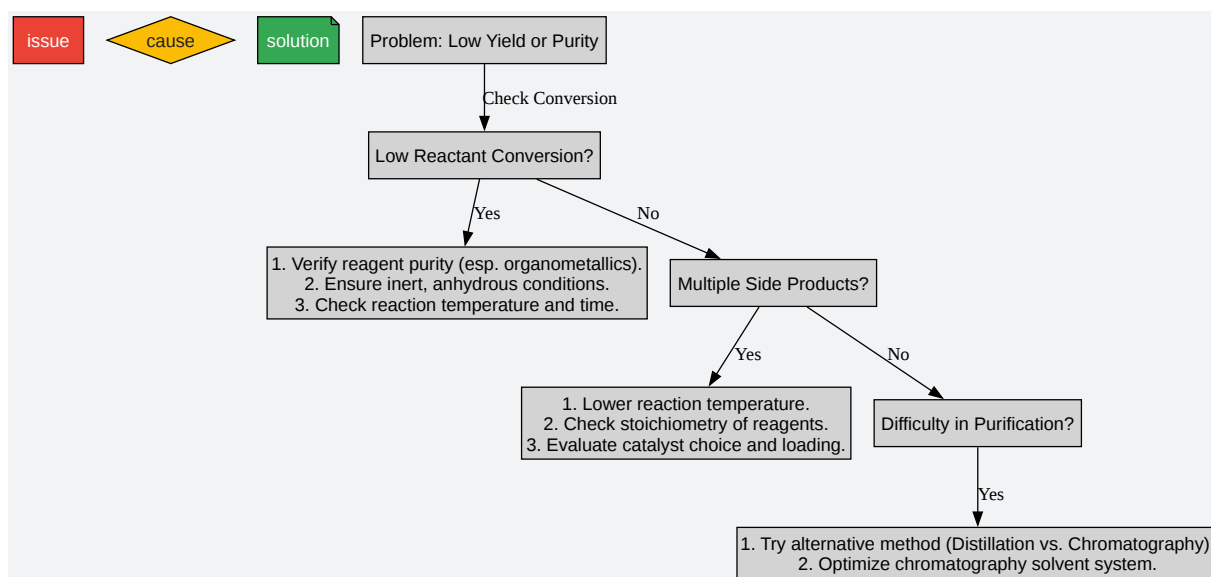 issue
cause
solution
Problem: Low Yield or Purity
Check Conversion
Low Reactant Conversion?
Yes
No
1. Verify reagent purity (esp. organometallics).
2. Ensure inert, anhydrous conditions.
3. Check reaction temperature and time.
Multiple Side Products?
Yes
No
1. Lower reaction temperature.
2. Check stoichiometry of reagents.
3. Evaluate catalyst choice and loading.
Difficulty in Purification?
Yes
1. Try alternative method (Distillation vs. Chromatography)
2. Optimize chromatography solvent system.